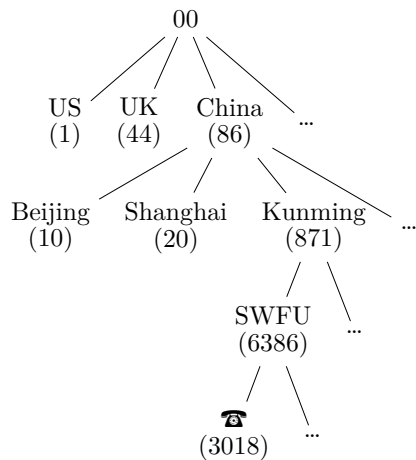 00
US UK China
(1) (44) (86) ...
Beijing Shanghai Kunming
(10) (20) (871) ...
SWFU
(6386) ...
☎
(3018) ...